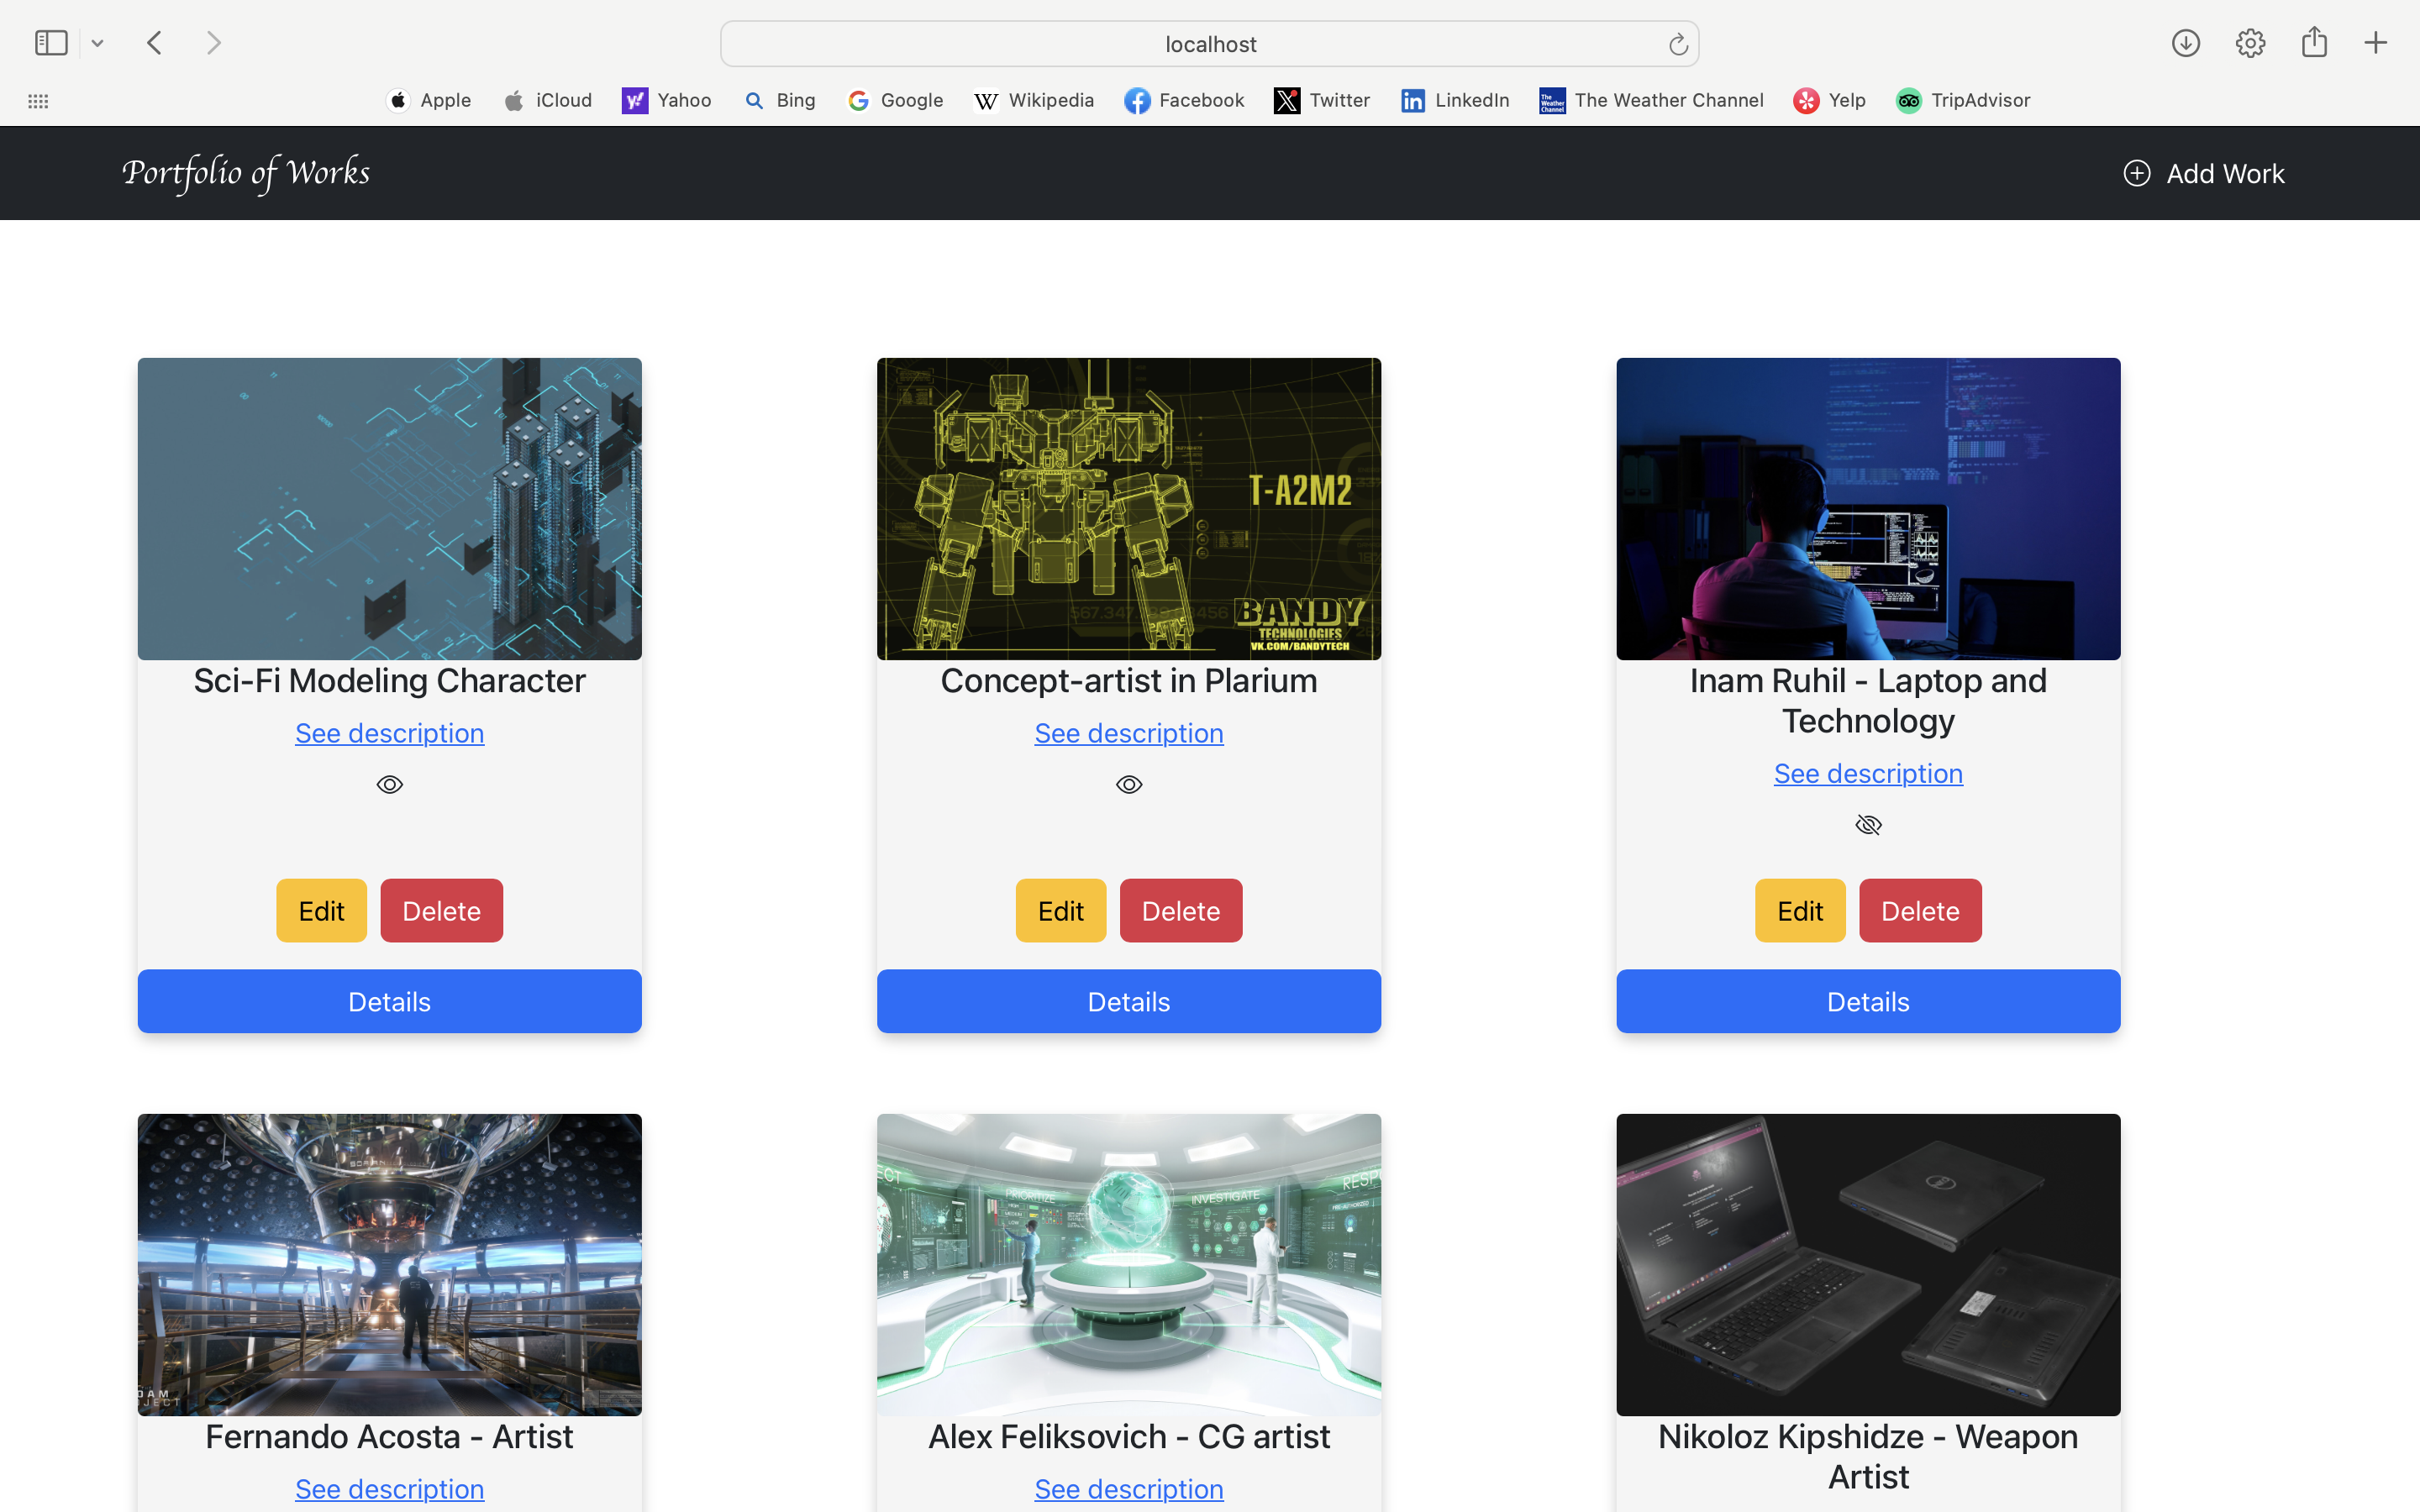 localhost
Apple iCloud Yahoo Bing Google Wikipedia Facebook Twitter LinkedIn The Weather Channel Yelp TripAdvisor
Portfolio of Works
Add Work
T-A2M2
BANDY
TECHNOLOGIES
VK.COM/BANDYTECH
Sci-Fi Modeling Character
See description
Edit Delete
Details
Concept-artist in Plarium
See description
Edit Delete
Details
Inam Ruhil - Laptop and
Technology
See description
Edit Delete
Details
Fernando Acosta - Artist
See description
PRIORITIZE
INVESTIGATE
Alex Feliksovich - CG artist
See description
Nikoloz Kipshidze - Weapon
Artist